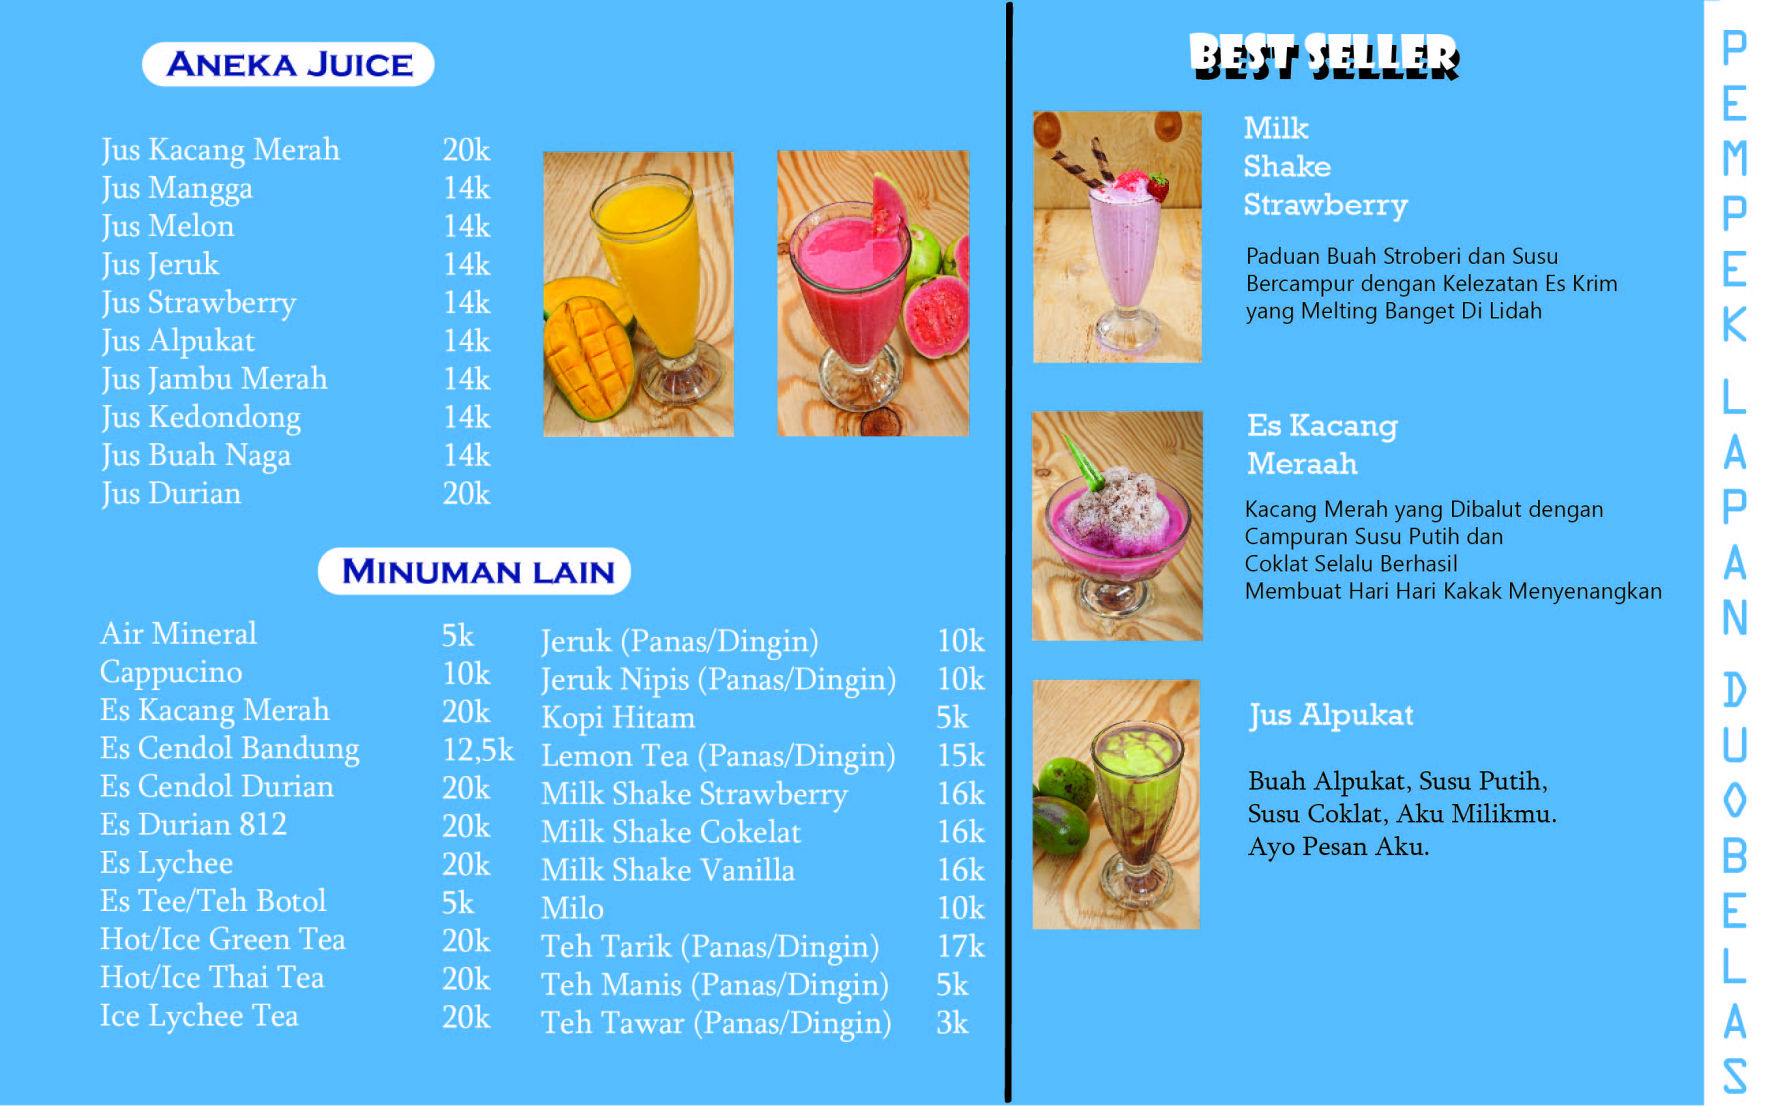 ANEKA JUICE
Jus Kacang Merah 20k
Jus Mangga 14k
Jus Melon 14k
Jus Jeruk 14k
Jus Strawberry 14k
Jus Alpukat 14k
Jus Jambu Merah 14k
Jus Kedondong 14k
Jus Buah Naga 14k
Jus Durian 20k
MINUMAN LAIN
Air Mineral 5k
Cappucino 10k
Es Kacang Merah 20k
Es Cendol Bandung 12,5k
Es Cendol Durian 20k
Es Durian 812 20k
Es Lychee 20k
Es Tee/Teh Botol 5k
Hot/Ice Green Tea 20k
Hot/Ice Thai Tea 20k
Ice Lychee Tea 20k
Jeruk (Panas/Dingin) 10k
Jeruk Nipis (Panas/Dingin) 10k
Kopi Hitam 5k
Lemon Tea (Panas/Dingin) 15k
Milk Shake Strawberry 16k
Milk Shake Cokelat 16k
Milk Shake Vanilla 16k
Milo 10k
Teh Tarik (Panas/Dingin) 17k
Teh Manis (Panas/Dingin) 5k
Teh Tawar (Panas/Dingin) 3k
BEST SELLER
Milk
Shake
Strawberry
Paduan Buah Stroberi dan Susu
Bercampur dengan Kelezatan Es Krim
yang Melting Banget Di Lidah
Es Kacang
Meraah
Kacang Merah yang Dibalut dengan
Campuran Susu Putih dan
Coklat Selalu Berhasil
Membuat Hari Hari Kakak Menyenangkan
Jus Alpukat
Buah Alpukat, Susu Putih,
Susu Coklat, Aku Milikmu.
Ayo Pesan Aku.
PEMPEK LAPAN DUOBELAS